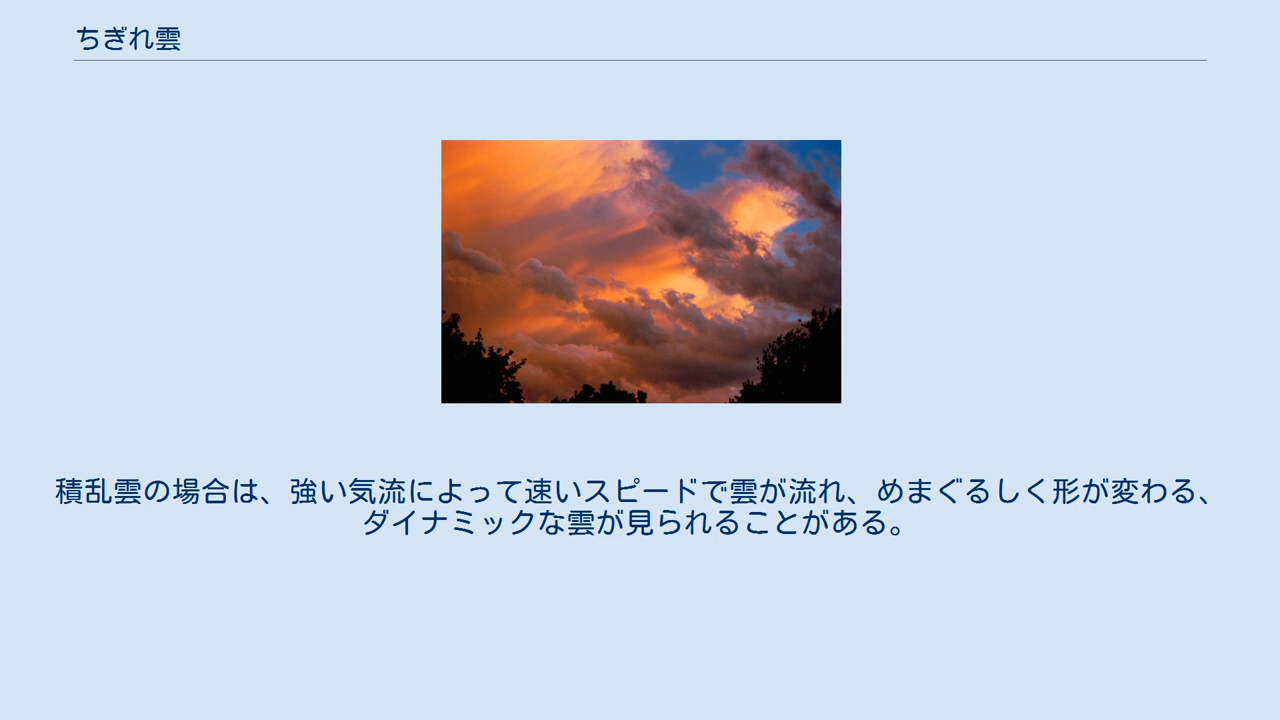 ちぎれ雲
積乱雲の場合は、強い気流によって速いスピードで雲が流れ、めまぐるしく形が変わる、
ダイナミックな雲が見られることがある。